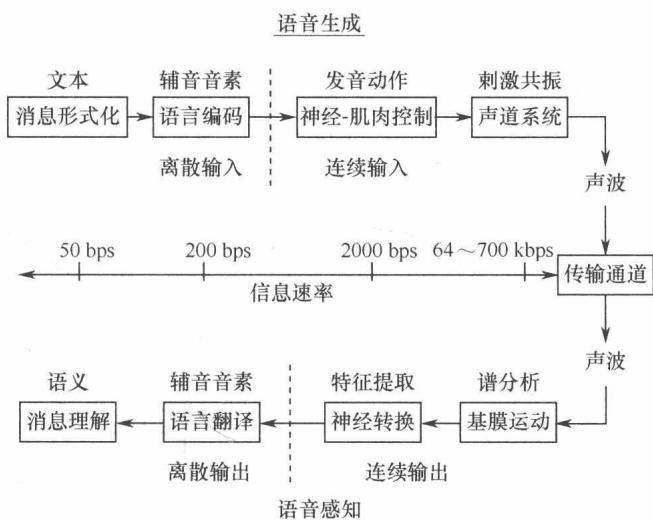 语音生成
文本 辅音音素 发音动作 刺激共振
消息形式化 语言编码 神经-肌肉控制 声道系统
离散输入 连续输入
声波
50 bps 200 bps 2000 bps 64～700 kbps
传输通道
信息速率
声波
语义 辅音音素 特征提取 谱分析
消息理解 语言翻译 神经转换 基膜运动
离散输出 连续输出
语音感知